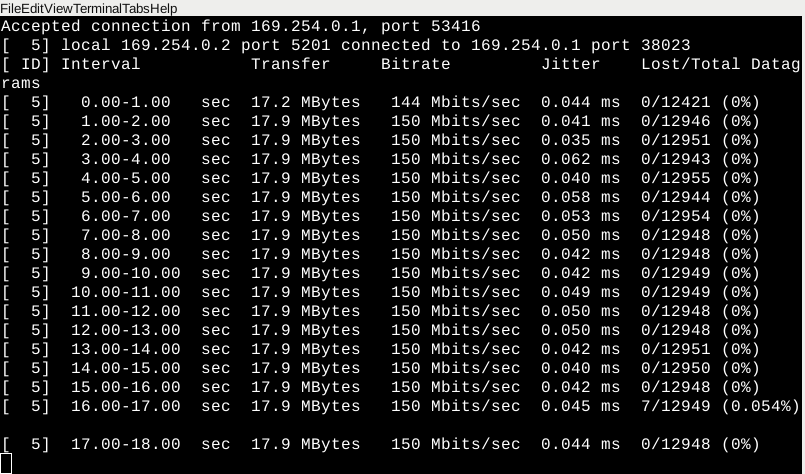 FileEditViewTerminalTabsHelp
Accepted connection from 169.254.0.1, port 53416
[  5] local 169.254.0.2 port 5201 connected to 169.254.0.1 port 38023
[ ID] Interval           Transfer     Bitrate         Jitter    Lost/Total Datag
rams
[  5]   0.00-1.00   sec  17.2 MBytes   144 Mbits/sec  0.044 ms  0/12421 (0%)
[  5]   1.00-2.00   sec  17.9 MBytes   150 Mbits/sec  0.041 ms  0/12946 (0%)
[  5]   2.00-3.00   sec  17.9 MBytes   150 Mbits/sec  0.035 ms  0/12951 (0%)
[  5]   3.00-4.00   sec  17.9 MBytes   150 Mbits/sec  0.062 ms  0/12943 (0%)
[  5]   4.00-5.00   sec  17.9 MBytes   150 Mbits/sec  0.040 ms  0/12955 (0%)
[  5]   5.00-6.00   sec  17.9 MBytes   150 Mbits/sec  0.058 ms  0/12944 (0%)
[  5]   6.00-7.00   sec  17.9 MBytes   150 Mbits/sec  0.053 ms  0/12954 (0%)
[  5]   7.00-8.00   sec  17.9 MBytes   150 Mbits/sec  0.050 ms  0/12948 (0%)
[  5]   8.00-9.00   sec  17.9 MBytes   150 Mbits/sec  0.042 ms  0/12948 (0%)
[  5]   9.00-10.00  sec  17.9 MBytes   150 Mbits/sec  0.042 ms  0/12949 (0%)
[  5]  10.00-11.00  sec  17.9 MBytes   150 Mbits/sec  0.049 ms  0/12949 (0%)
[  5]  11.00-12.00  sec  17.9 MBytes   150 Mbits/sec  0.050 ms  0/12948 (0%)
[  5]  12.00-13.00  sec  17.9 MBytes   150 Mbits/sec  0.050 ms  0/12948 (0%)
[  5]  13.00-14.00  sec  17.9 MBytes   150 Mbits/sec  0.042 ms  0/12951 (0%)
[  5]  14.00-15.00  sec  17.9 MBytes   150 Mbits/sec  0.040 ms  0/12950 (0%)
[  5]  15.00-16.00  sec  17.9 MBytes   150 Mbits/sec  0.042 ms  0/12948 (0%)
[  5]  16.00-17.00  sec  17.9 MBytes   150 Mbits/sec  0.045 ms  7/12949 (0.054%)
[  5]  17.00-18.00  sec  17.9 MBytes   150 Mbits/sec  0.044 ms  0/12948 (0%)